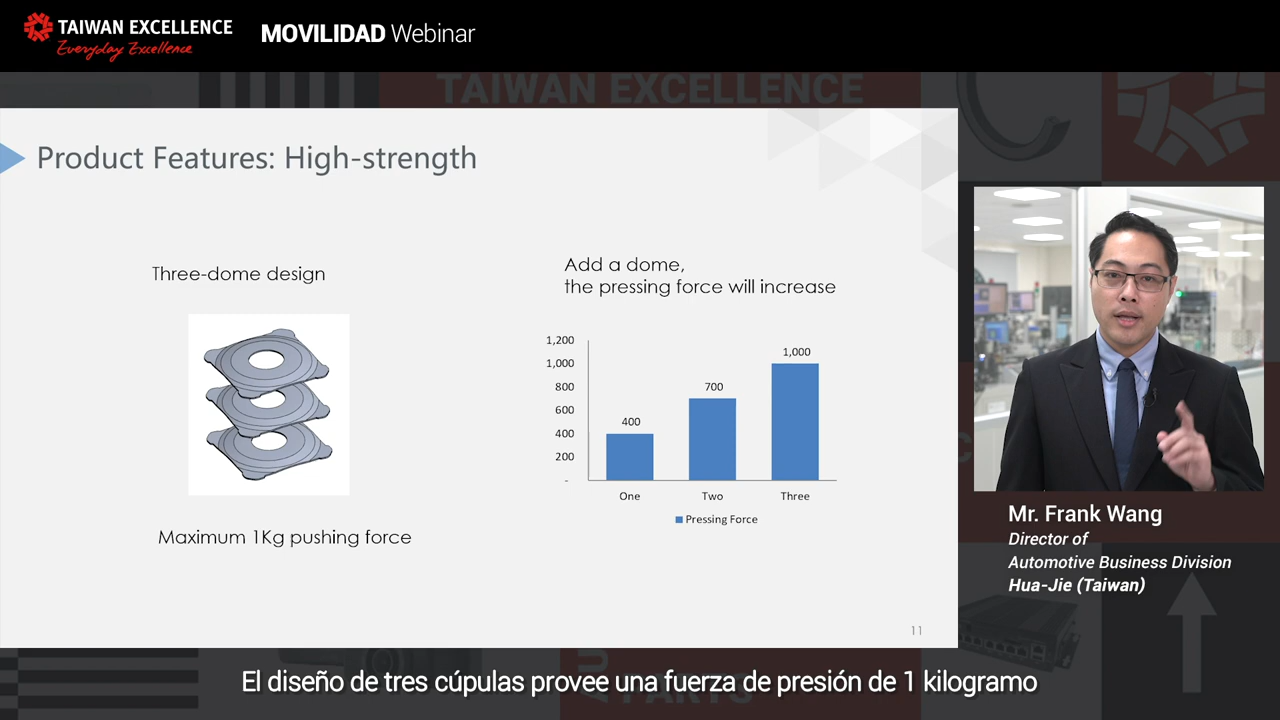 TAIWAN EXCELLENCE
Everyday Excellence
MOVILIDAD Webinar
TAIWAN EXCELLENCE
Product Features: High-strength
Three-dome design
Maximum 1Kg pushing force
Add a dome,
the pressing force will increase
1,200
1,000
800
600
400
200
-
400
700
1,000
One
Two
Three
Pressing Force
11
Mr. Frank Wang
Director of
Automotive Business Division
Hua-Jie (Taiwan)
PARTS
El diseño de tres cúpulas provee una fuerza de presión de 1 kilogramo